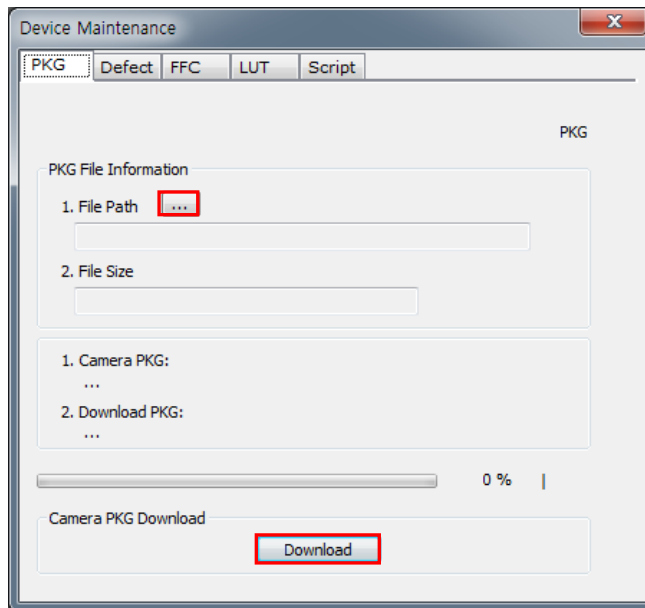 Device Maintenance
PKG Defect FFC LUT Script
PKG
PKG File Information
1. File Path ...
2. File Size
1. Camera PKG:
...
2. Download PKG:
...
0 %
Camera PKG Download
Download